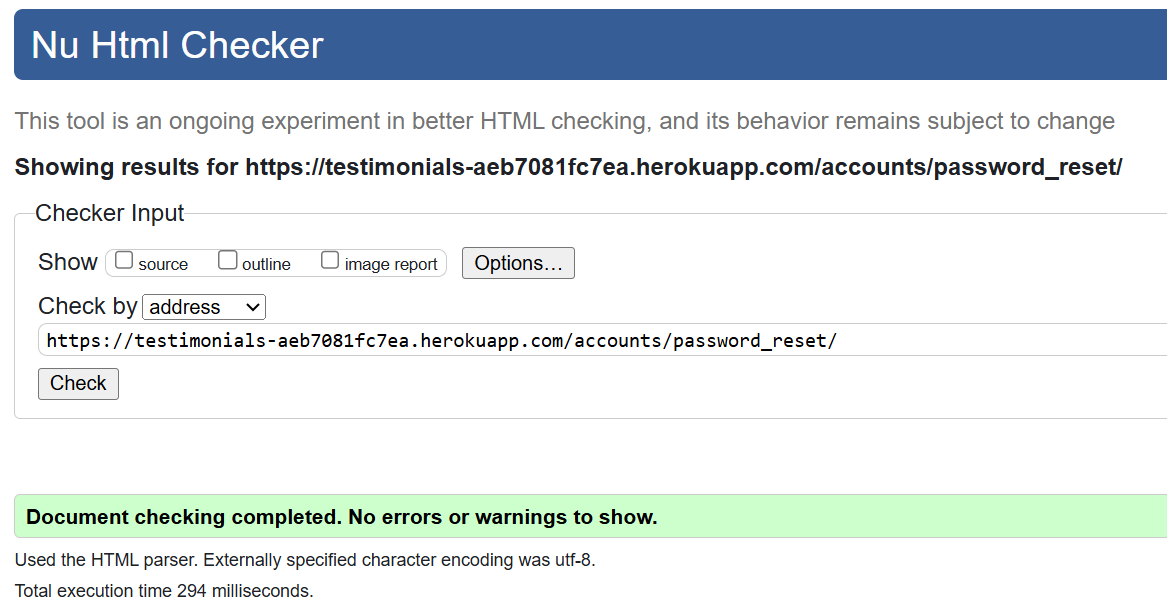 Nu Html Checker
This tool is an ongoing experiment in better HTML checking, and its behavior remains subject to change
Showing results for https://testimonials-aeb7081fc7ea.herokuapp.com/accounts/password_reset/
Checker Input
Show source outline image report Options...
Check by address
https://testimonials-aeb7081fc7ea.herokuapp.com/accounts/password_reset/
Check
Document checking completed. No errors or warnings to show.
Used the HTML parser. Externally specified character encoding was utf-8.
Total execution time 294 milliseconds.